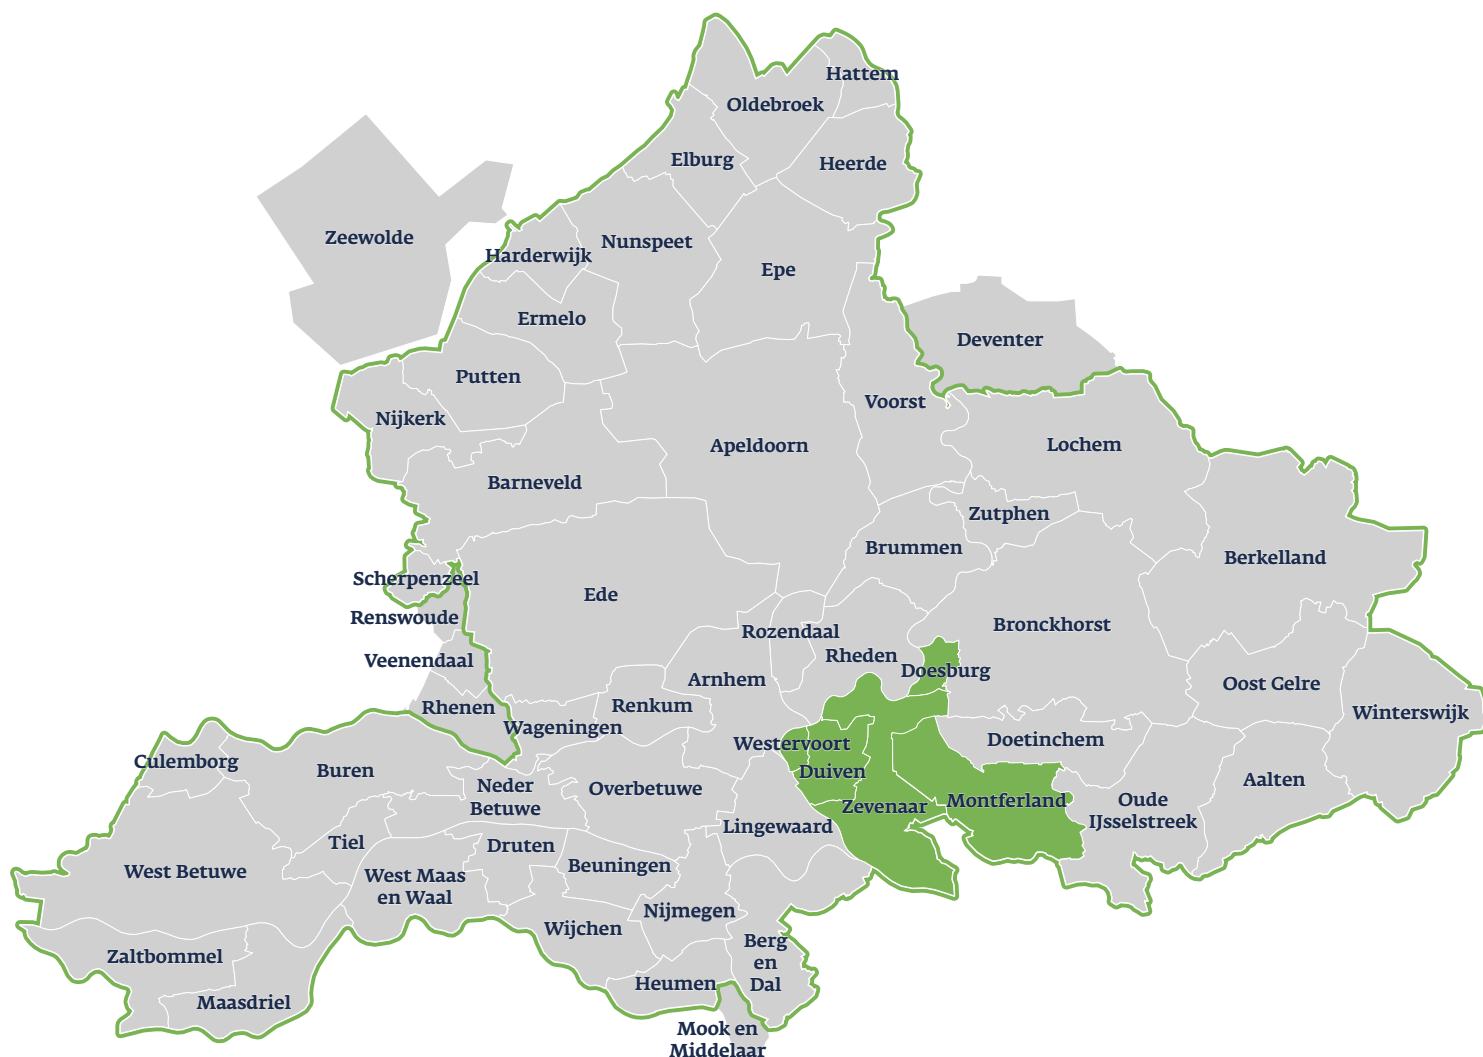 Hattem
Oldebroek
Elburg
Heerde
Zeewolde
Nunspeet
Harderwijk
Epe
Ermelo
Deventer
Putten
Voorst
Nijkerk
Apeldoorn
Lochem
Barneveld
Zutphen
Brummen
Berkelland
Scherpenzeel
Ede
Renswoude
Rozendaal
Bronckhorst
Veenendaal
Rheden
Doesburg
Arnhem
Oost Gelre
Rhenen
Renkum
Winterswijk
Wageningen
Westervoort
Doetinchem
Culemborg
Buren
Duiven
Aalten
Neder
Betuwe
Overbetuwe
Zevenaar
Montferland
Oude
IJsselstreek
Lingewaard
Tiel
Druten
West Betuwe
Beuningen
West Maas
en Waal
Nijmegen
Wijchen
Berg
en
Dal
Zaltbommel
Heumen
Maasdriel
Mook en
Middelaar